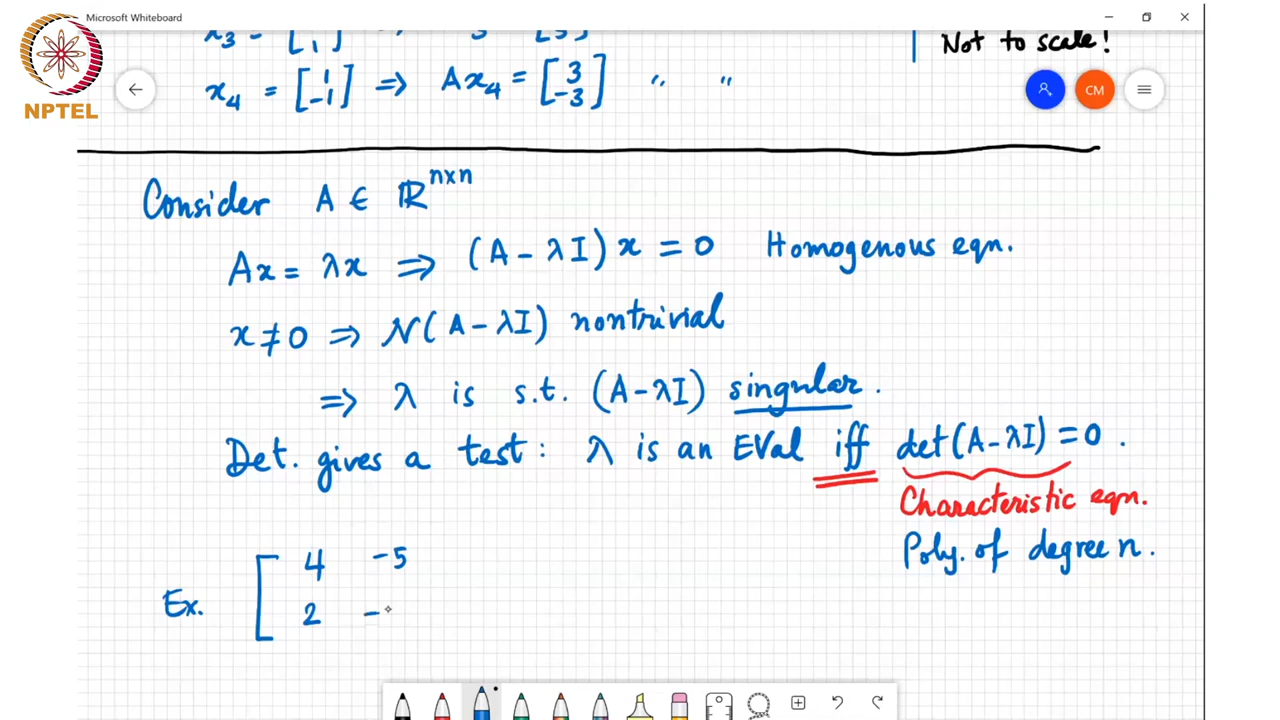 Microsoft Whiteboard
NPTEL
Not to scale!
x₄ = [1 -1] ⇒ Ax₄ = [3 -3] " "
CM
Consider A ∈ ℝⁿˣⁿ
Ax = λx ⇒ (A - λI)x = 0 Homogenous eqn.
x ≠ 0 ⇒ N(A - λI) nontrivial
⇒ λ is s.t. (A - λI) singular.
Det. gives a test: λ is an EVal iff det(A - λI) = 0.
Characteristic eqn.
Poly. of degree n.
Ex. [ 4 -5
2 -